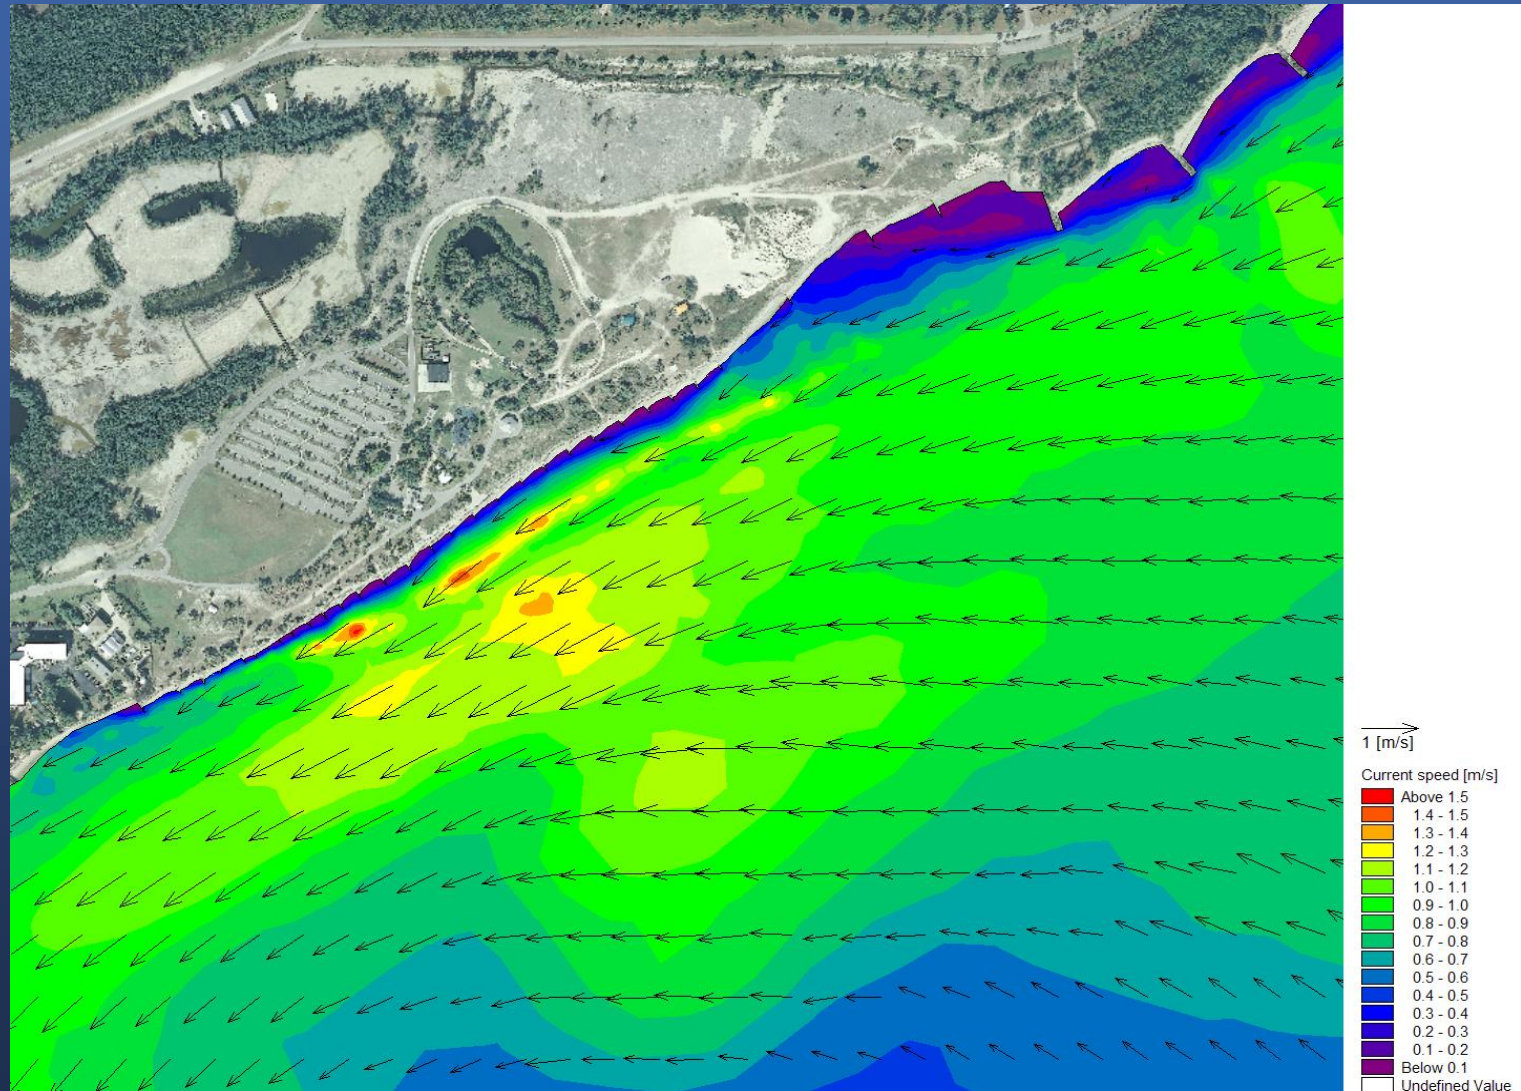 1 [m/s]
Current speed [m/s]
Above 1.5
1.4 - 1.5
1.3 - 1.4
1.2 - 1.3
1.1 - 1.2
1.0 - 1.1
0.9 - 1.0
0.8 - 0.9
0.7 - 0.8
0.6 - 0.7
0.5 - 0.6
0.4 - 0.5
0.3 - 0.4
0.2 - 0.3
0.1 - 0.2
Below 0.1
Undefined Value